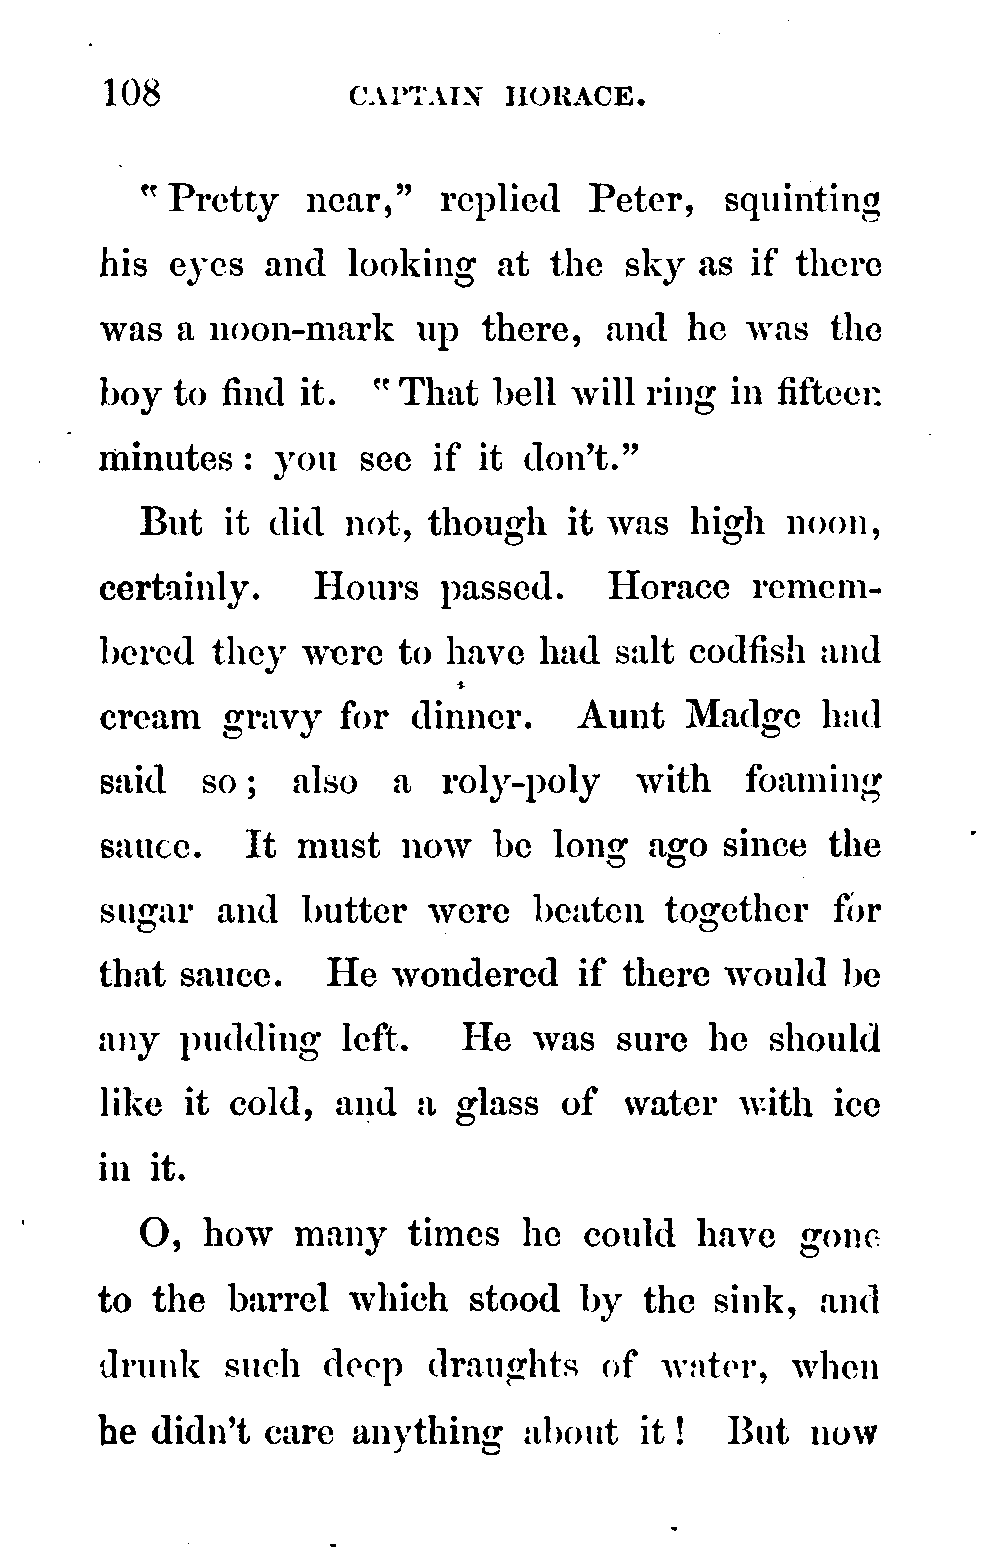 108 CAPTAIN HORACE.
"Pretty near," replied Peter, squinting
his eyes and looking at the sky as if there
was a noon-mark up there, and he was the
boy to find it. "That bell will ring in fifteen
minutes: you see if it don't."
But it did not, though it was high noon,
certainly. Hours passed. Horace remem-
bered they were to have had salt codfish and
cream gravy for dinner. Aunt Madge had
said so; also a roly-poly with foaming
sauce. It must now be long ago since the
sugar and butter were beaten together for
that sauce. He wondered if there would be
any pudding left. He was sure he should
like it cold, and a glass of water with ice
in it.
O, how many times he could have gone
to the barrel which stood by the sink, and
drunk such deep draughts of water, when
he didn't care anything about it! But now